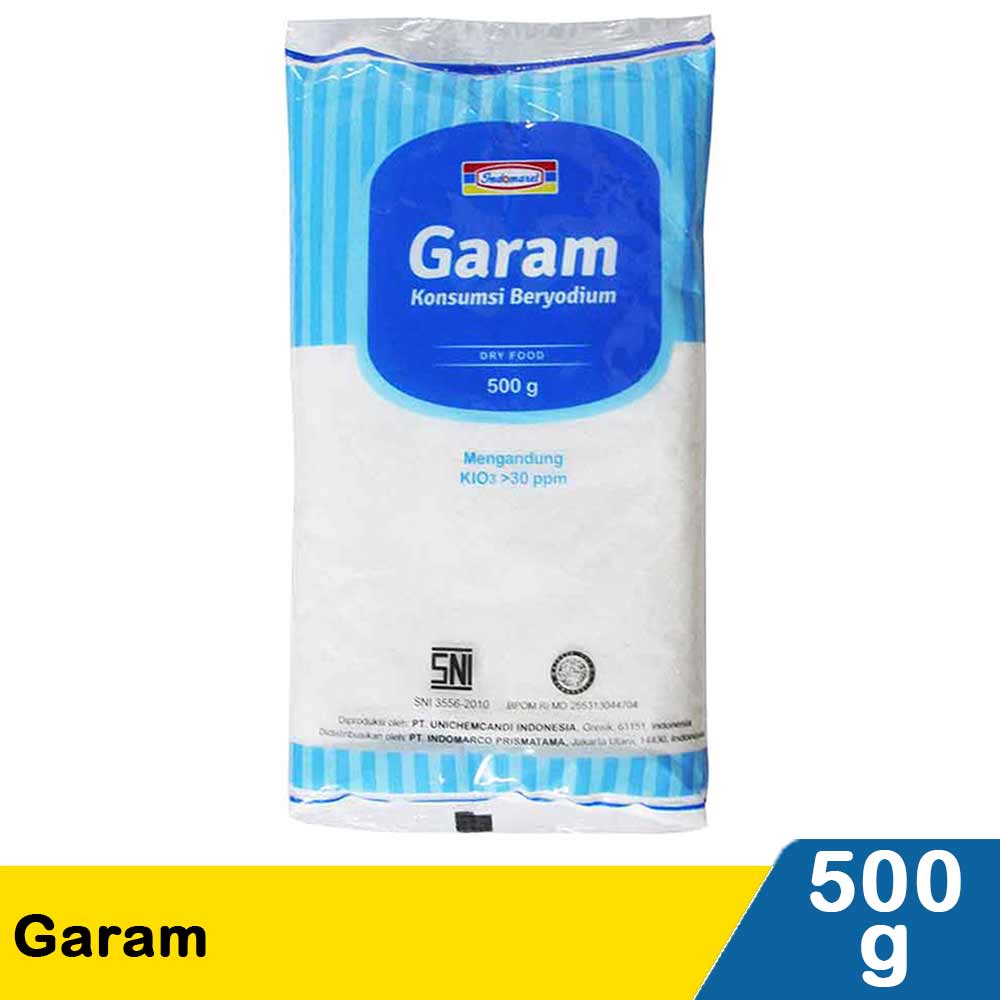 Indomaret
Garam
Konsumsi Beryodium
DRY FOOD
500 g
Mengandung
KIO3 >30 ppm
SNI
SNI 3556-2010
BPOM RI MD 255313044704
Diproduksi oleh: PT. UNICHEMCANDI INDONESIA, Gresik, 61151, Indonesia
Didistribusikan oleh: PT. INDOMARCO PRISMATAMA, Jakarta Utara, 14430, Indonesia
Garam
500
g